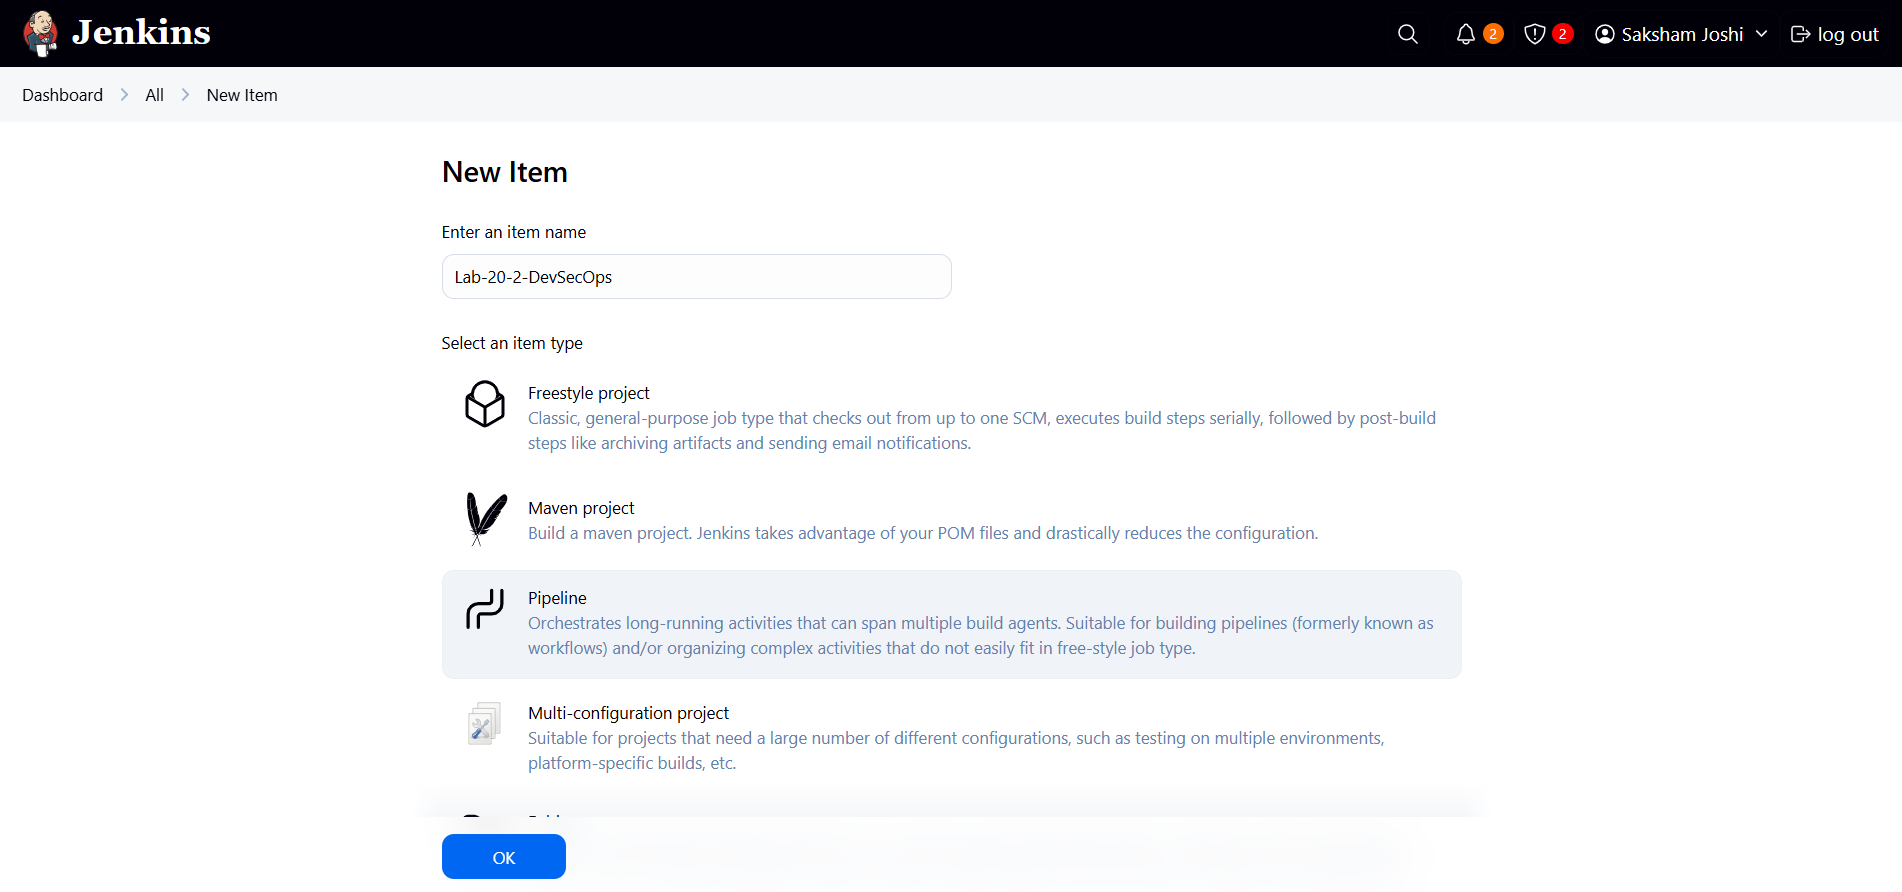 Jenkins
2
2
Saksham Joshi
log out
Dashboard
All
New Item
New Item
Enter an item name
Lab-20-2-DevSecOps
Select an item type
Freestyle project
Classic, general-purpose job type that checks out from up to one SCM, executes build steps serially, followed by post-build
steps like archiving artifacts and sending email notifications.
Maven project
Build a maven project. Jenkins takes advantage of your POM files and drastically reduces the configuration.
Pipeline
Orchestrates long-running activities that can span multiple build agents. Suitable for building pipelines (formerly known as
workflows) and/or organizing complex activities that do not easily fit in free-style job type.
Multi-configuration project
Suitable for projects that need a large number of different configurations, such as testing on multiple environments,
platform-specific builds, etc.
OK